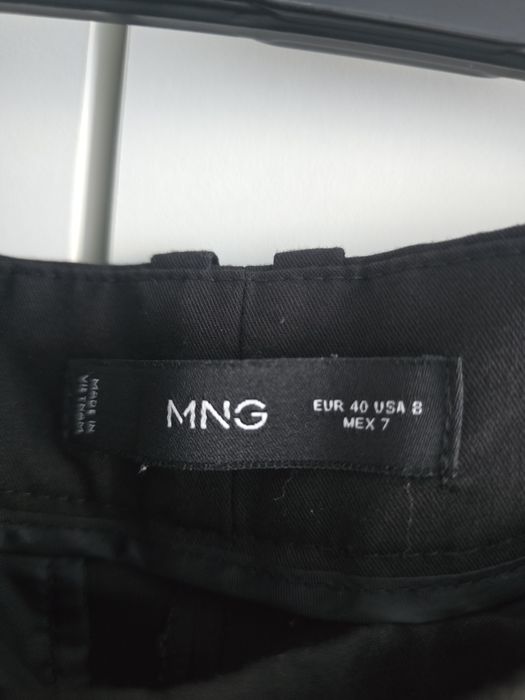 MADE IN
VIETNAM
MNG
EUR 40 USA 8
MEX 7